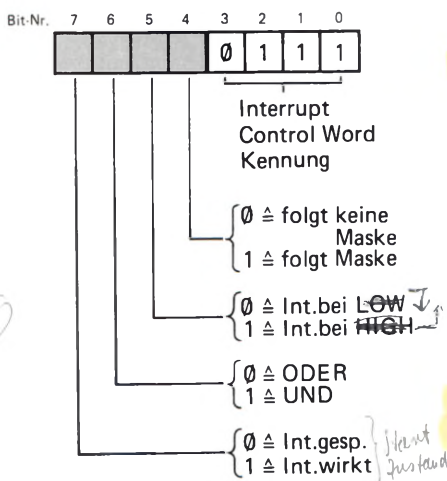 Bit-Nr. 7 6 5 4 3 2 1 0
Ø 1 1 1
Interrupt
Control Word
Kennung
Ø ≙ folgt keine
Maske
1 ≙ folgt Maske
Ø ≙ Int.bei LOW
1 ≙ Int.bei HIGH
Ø ≙ ODER
1 ≙ UND
Ø ≙ Int.gesp.
1 ≙ Int.wirkt
Zustand